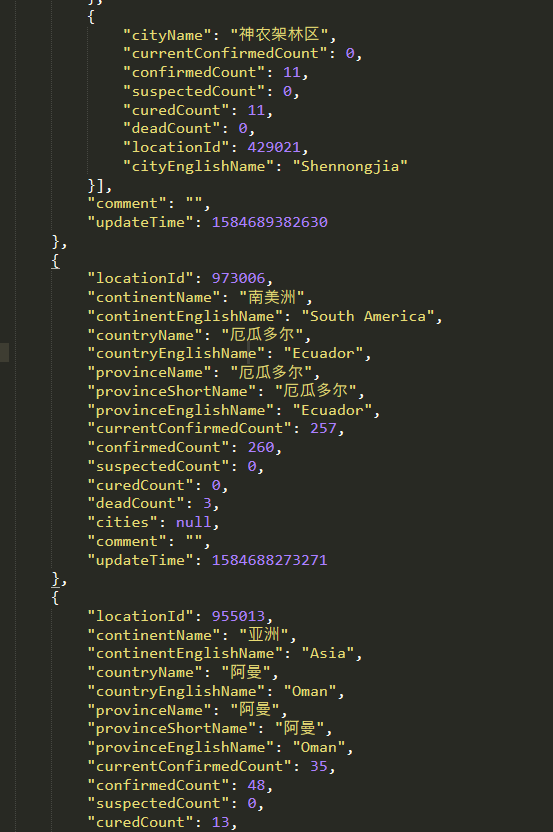 },
{
"cityName": "神农架林区",
"currentConfirmedCount": 0,
"confirmedCount": 11,
"suspectedCount": 0,
"curedCount": 11,
"deadCount": 0,
"locationId": 429021,
"cityEnglishName": "Shennongjia"
}],
"comment": "",
"updateTime": 1584689382630
},
{
"locationId": 973006,
"continentName": "南美洲",
"continentEnglishName": "South America",
"countryName": "厄瓜多尔",
"countryEnglishName": "Ecuador",
"provinceName": "厄瓜多尔",
"provinceShortName": "厄瓜多尔",
"provinceEnglishName": "Ecuador",
"currentConfirmedCount": 257,
"confirmedCount": 260,
"suspectedCount": 0,
"curedCount": 0,
"deadCount": 3,
"cities": null,
"comment": "",
"updateTime": 1584688273271
},
{
"locationId": 955013,
"continentName": "亚洲",
"continentEnglishName": "Asia",
"countryName": "阿曼",
"countryEnglishName": "Oman",
"provinceName": "阿曼",
"provinceShortName": "阿曼",
"provinceEnglishName": "Oman",
"currentConfirmedCount": 35,
"confirmedCount": 48,
"suspectedCount": 0,
"curedCount": 13,